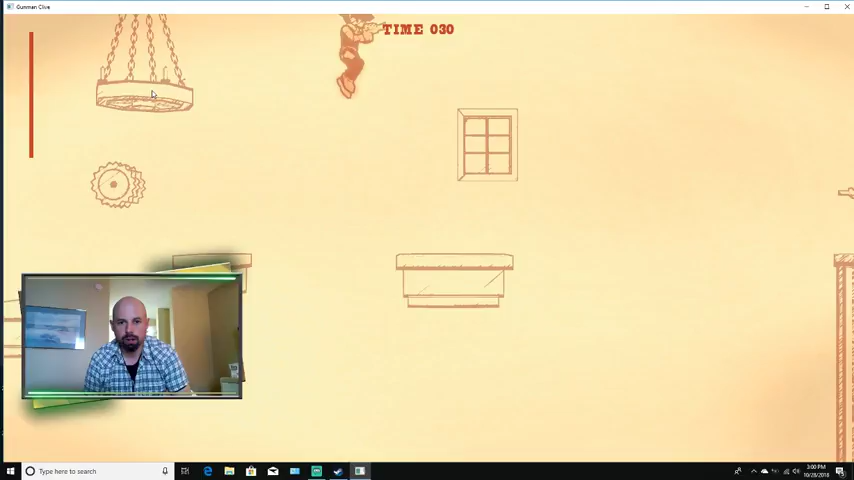 Gunman Clive
TIME 030
Type here to search
3:00 PM
10/28/2018